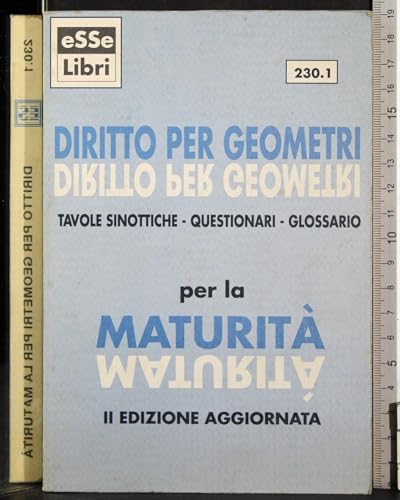 eSSe
Libri
230.1
DIRITTO PER GEOMETRI
DIRITTO PER GEOMETRI
TAVOLE SINOTTICHE - QUESTIONARI - GLOSSARIO
per la
MATURITÀ
MATURITÀ
II EDIZIONE AGGIORNATA
230.1
DIRITTO PER GEOMETRI PER LA MATURITÀ